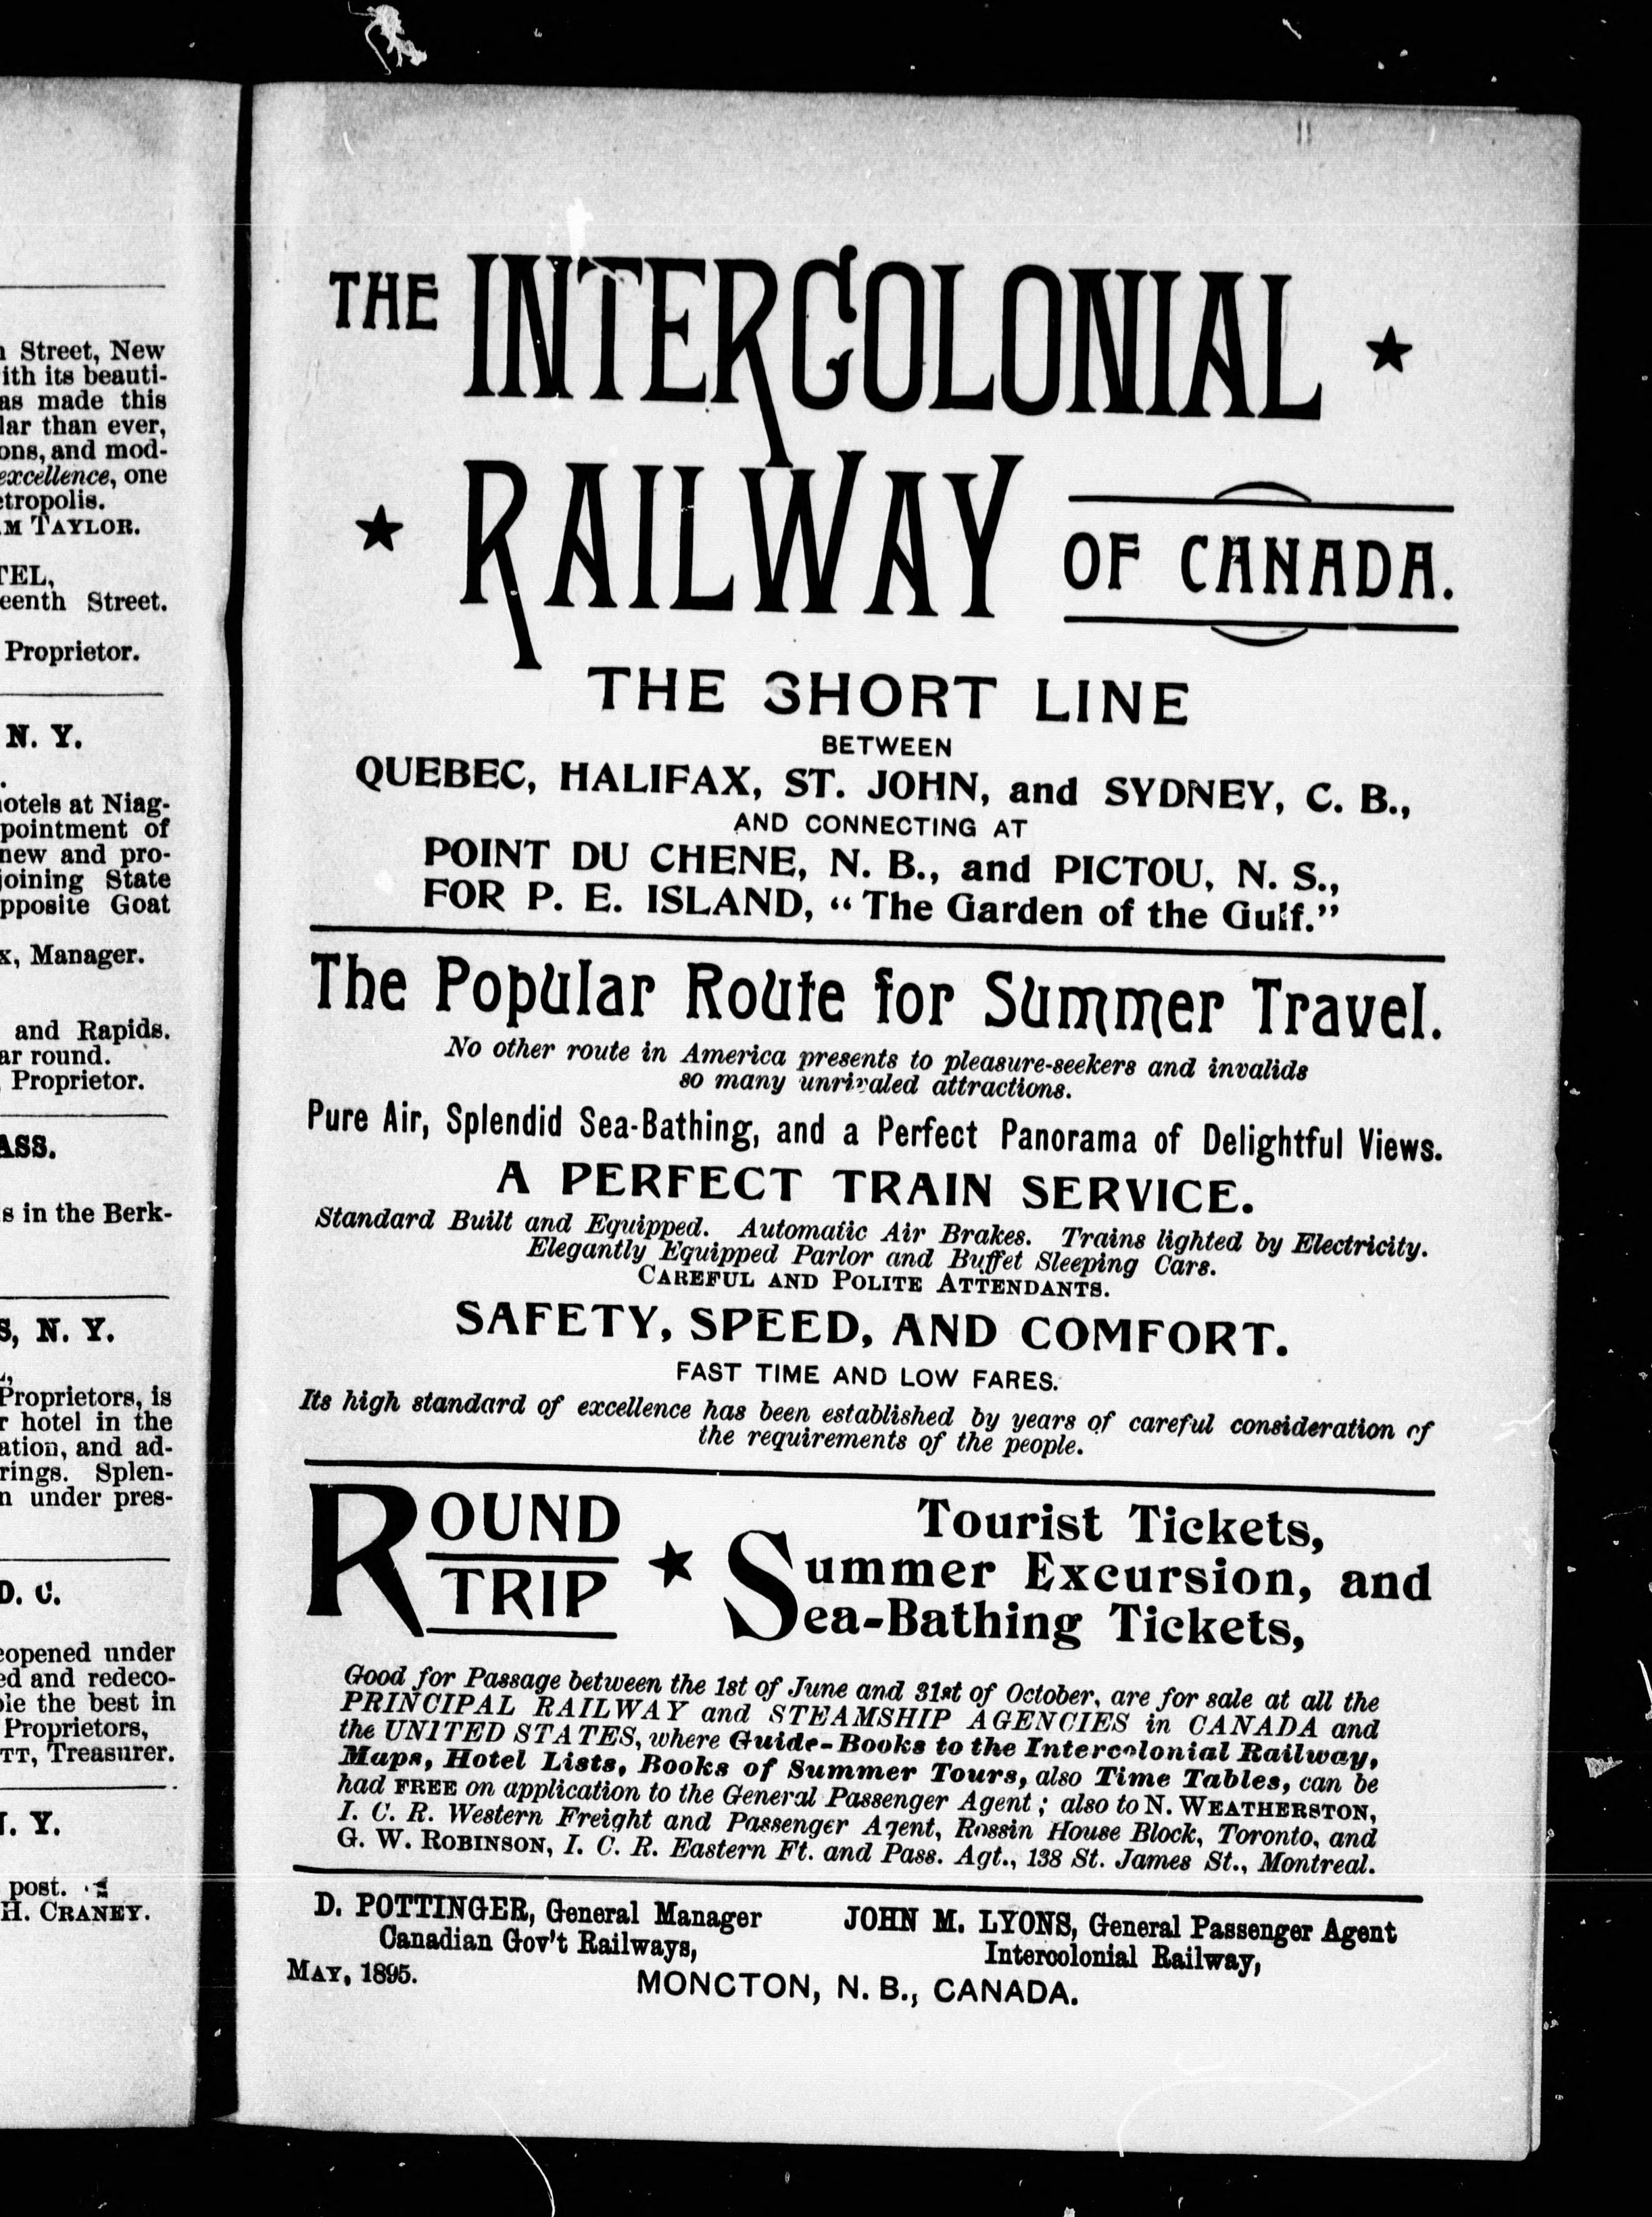 Street, New
ith its beauti-
as made this
lar than ever,
ons, and mod-
excellence, one
etropolis.
M TAYLOR.
TEL,
eenth Street.
Proprietor.
N. Y.
hotels at Niag-
pointment of
new and pro-
joining State
pposite Goat
x, Manager.
and Rapids.
ar round.
Proprietor.
ASS.
s in the Berk-
S, N. Y.
Proprietors, is
r hotel in the
ation, and ad-
rings. Splen-
n under pres-
D. C.
eopened under
ed and redeco-
ble the best in
Proprietors,
TT, Treasurer.
N. Y.
post.
H. CRANEY.
THE INTERCOLONIAL
RAILWAY OF CANADA.
THE SHORT LINE
BETWEEN
QUEBEC, HALIFAX, ST. JOHN, and SYDNEY, C. B.,
AND CONNECTING AT
POINT DU CHENE, N. B., and PICTOU, N. S.,
FOR P. E. ISLAND, “The Garden of the Gulf.”
The Popular Route for Summer Travel.
No other route in America presents to pleasure-seekers and invalids
so many unrivaled attractions.
Pure Air, Splendid Sea-Bathing, and a Perfect Panorama of Delightful Views.
A PERFECT TRAIN SERVICE.
Standard Built and Equipped. Automatic Air Brakes. Trains lighted by Electricity.
Elegantly Equipped Parlor and Buffet Sleeping Cars.
CAREFUL AND POLITE ATTENDANTS.
SAFETY, SPEED, AND COMFORT.
FAST TIME AND LOW FARES.
Its high standard of excellence has been established by years of careful consideration of
the requirements of the people.
ROUND TRIP
Tourist Tickets,
Summer Excursion, and
Sea-Bathing Tickets,
Good for Passage between the 1st of June and 31st of October, are for sale at all the
PRINCIPAL RAILWAY and STEAMSHIP AGENCIES in CANADA and
the UNITED STATES, where Guide-Books to the Intercolonial Railway,
Maps, Hotel Lists, Books of Summer Tours, also Time Tables, can be
had FREE on application to the General Passenger Agent; also to N. WEATHERSTON,
I. C. R. Western Freight and Passenger Agent, Rossin House Block, Toronto, and
G. W. ROBINSON, I. C. R. Eastern Ft. and Pass. Agt., 138 St. James St., Montreal.
D. POTTINGER, General Manager
Canadian Gov't Railways,
JOHN M. LYONS, General Passenger Agent
Intercolonial Railway,
MAY, 1895.
MONCTON, N. B., CANADA.